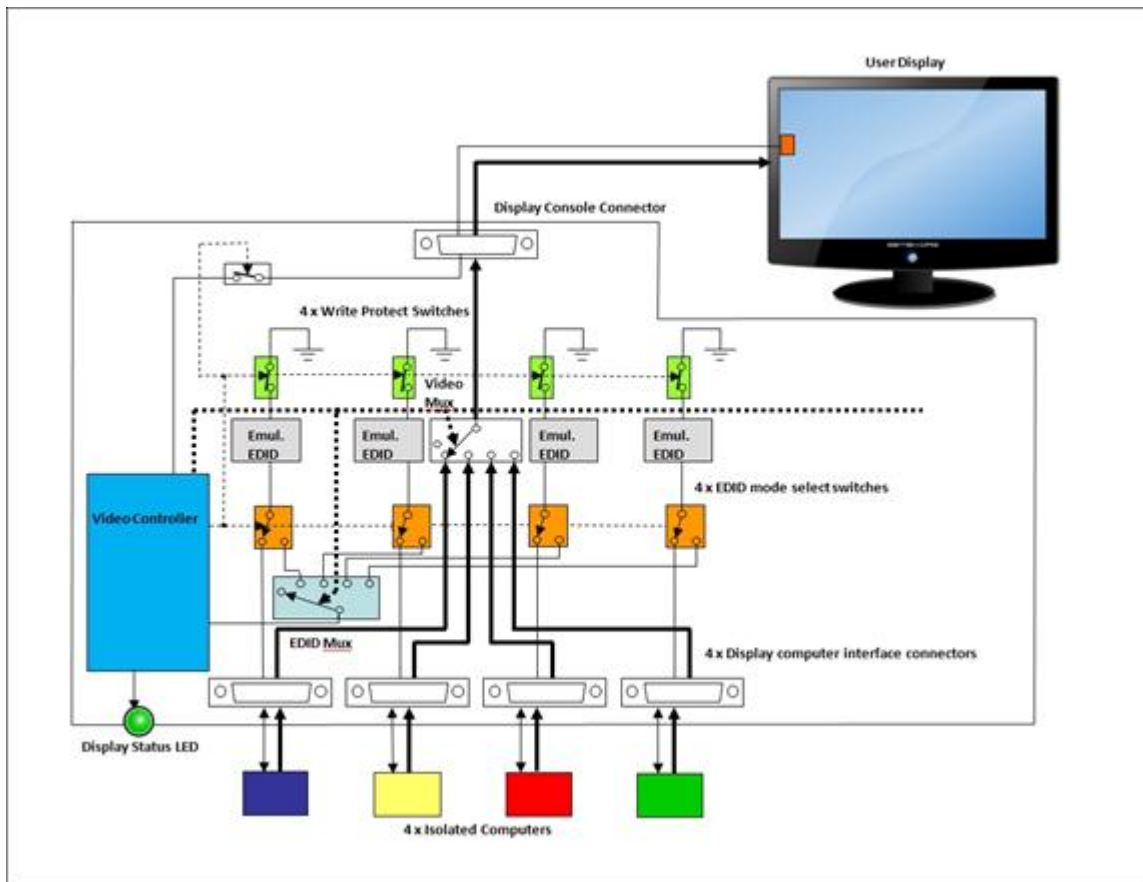 User Display
Display Console Connector
4 x Write Protect Switches
Video
Mux
Emul.
EDID
Emul.
EDID
Emul.
EDID
Emul.
EDID
4 x EDID mode select switches
Video Controller
EDID Mux
4 x Display computer interface connectors
Display Status LED
4 x Isolated Computers